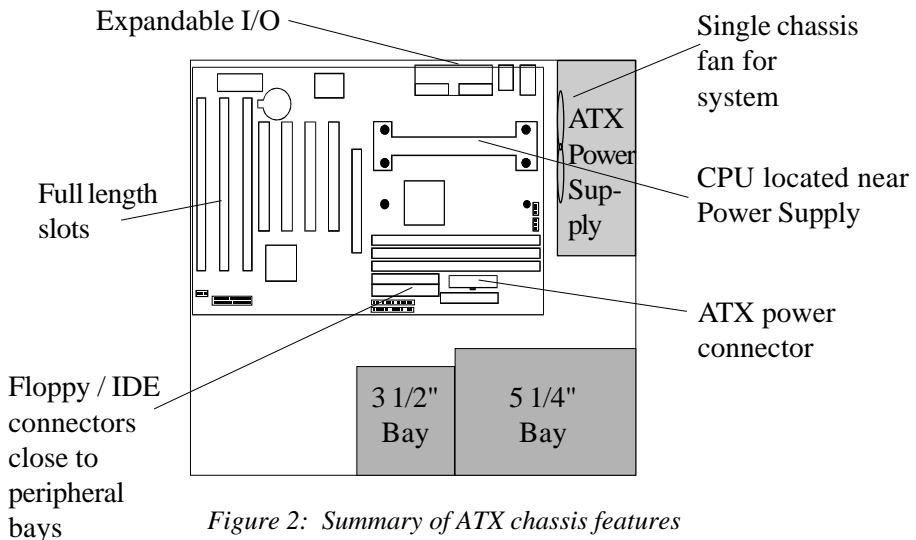 Expandable I/O
Single chassis
fan for
system
ATX
Power
Sup-
ply
Full length
slots
CPU located near
Power Supply
ATX power
connector
Floppy / IDE
connectors
close to
peripheral
bays
3 1/2"
Bay
5 1/4"
Bay
Figure 2: Summary of ATX chassis features